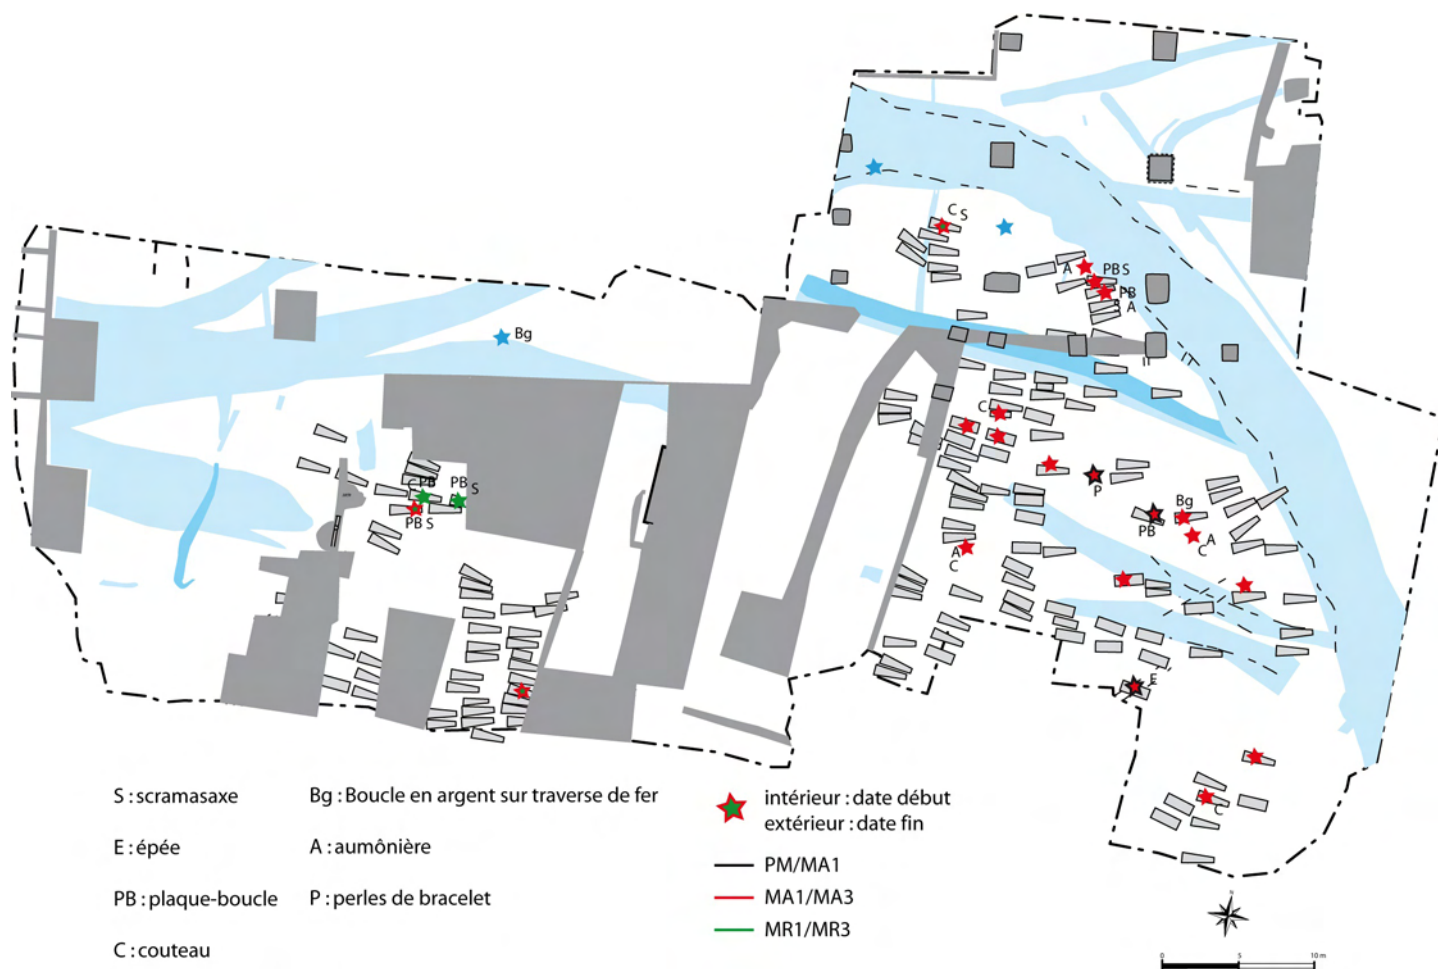 C S
A
PB S
PB
A
Bg
C
C PB
PB S
PB S
P
Bg
PB
A
C
A
C
E
C
S : scramasaxe
E : épée
PB : plaque-boucle
C : couteau
Bg : Boucle en argent sur traverse de fer
A : aumônière
P : perles de bracelet
intérieur : date début
extérieur : date fin
PM/MA1
MA1/MA3
MR1/MR3
0 5 10 m